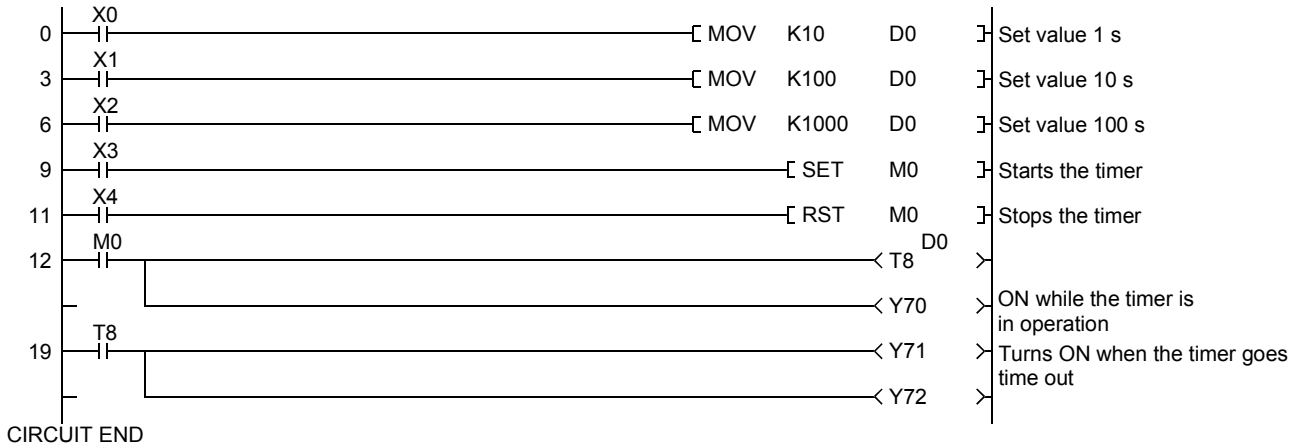 X0
0 MOV K10 D0 Set value 1 s
X1
3 MOV K100 D0 Set value 10 s
X2
6 MOV K1000 D0 Set value 100 s
X3
9 SET M0 Starts the timer
X4
11 RST M0 Stops the timer
M0 D0
12 T8
Y70 ON while the timer is
in operation
T8
19 Y71 Turns ON when the timer goes
time out
Y72
CIRCUIT END